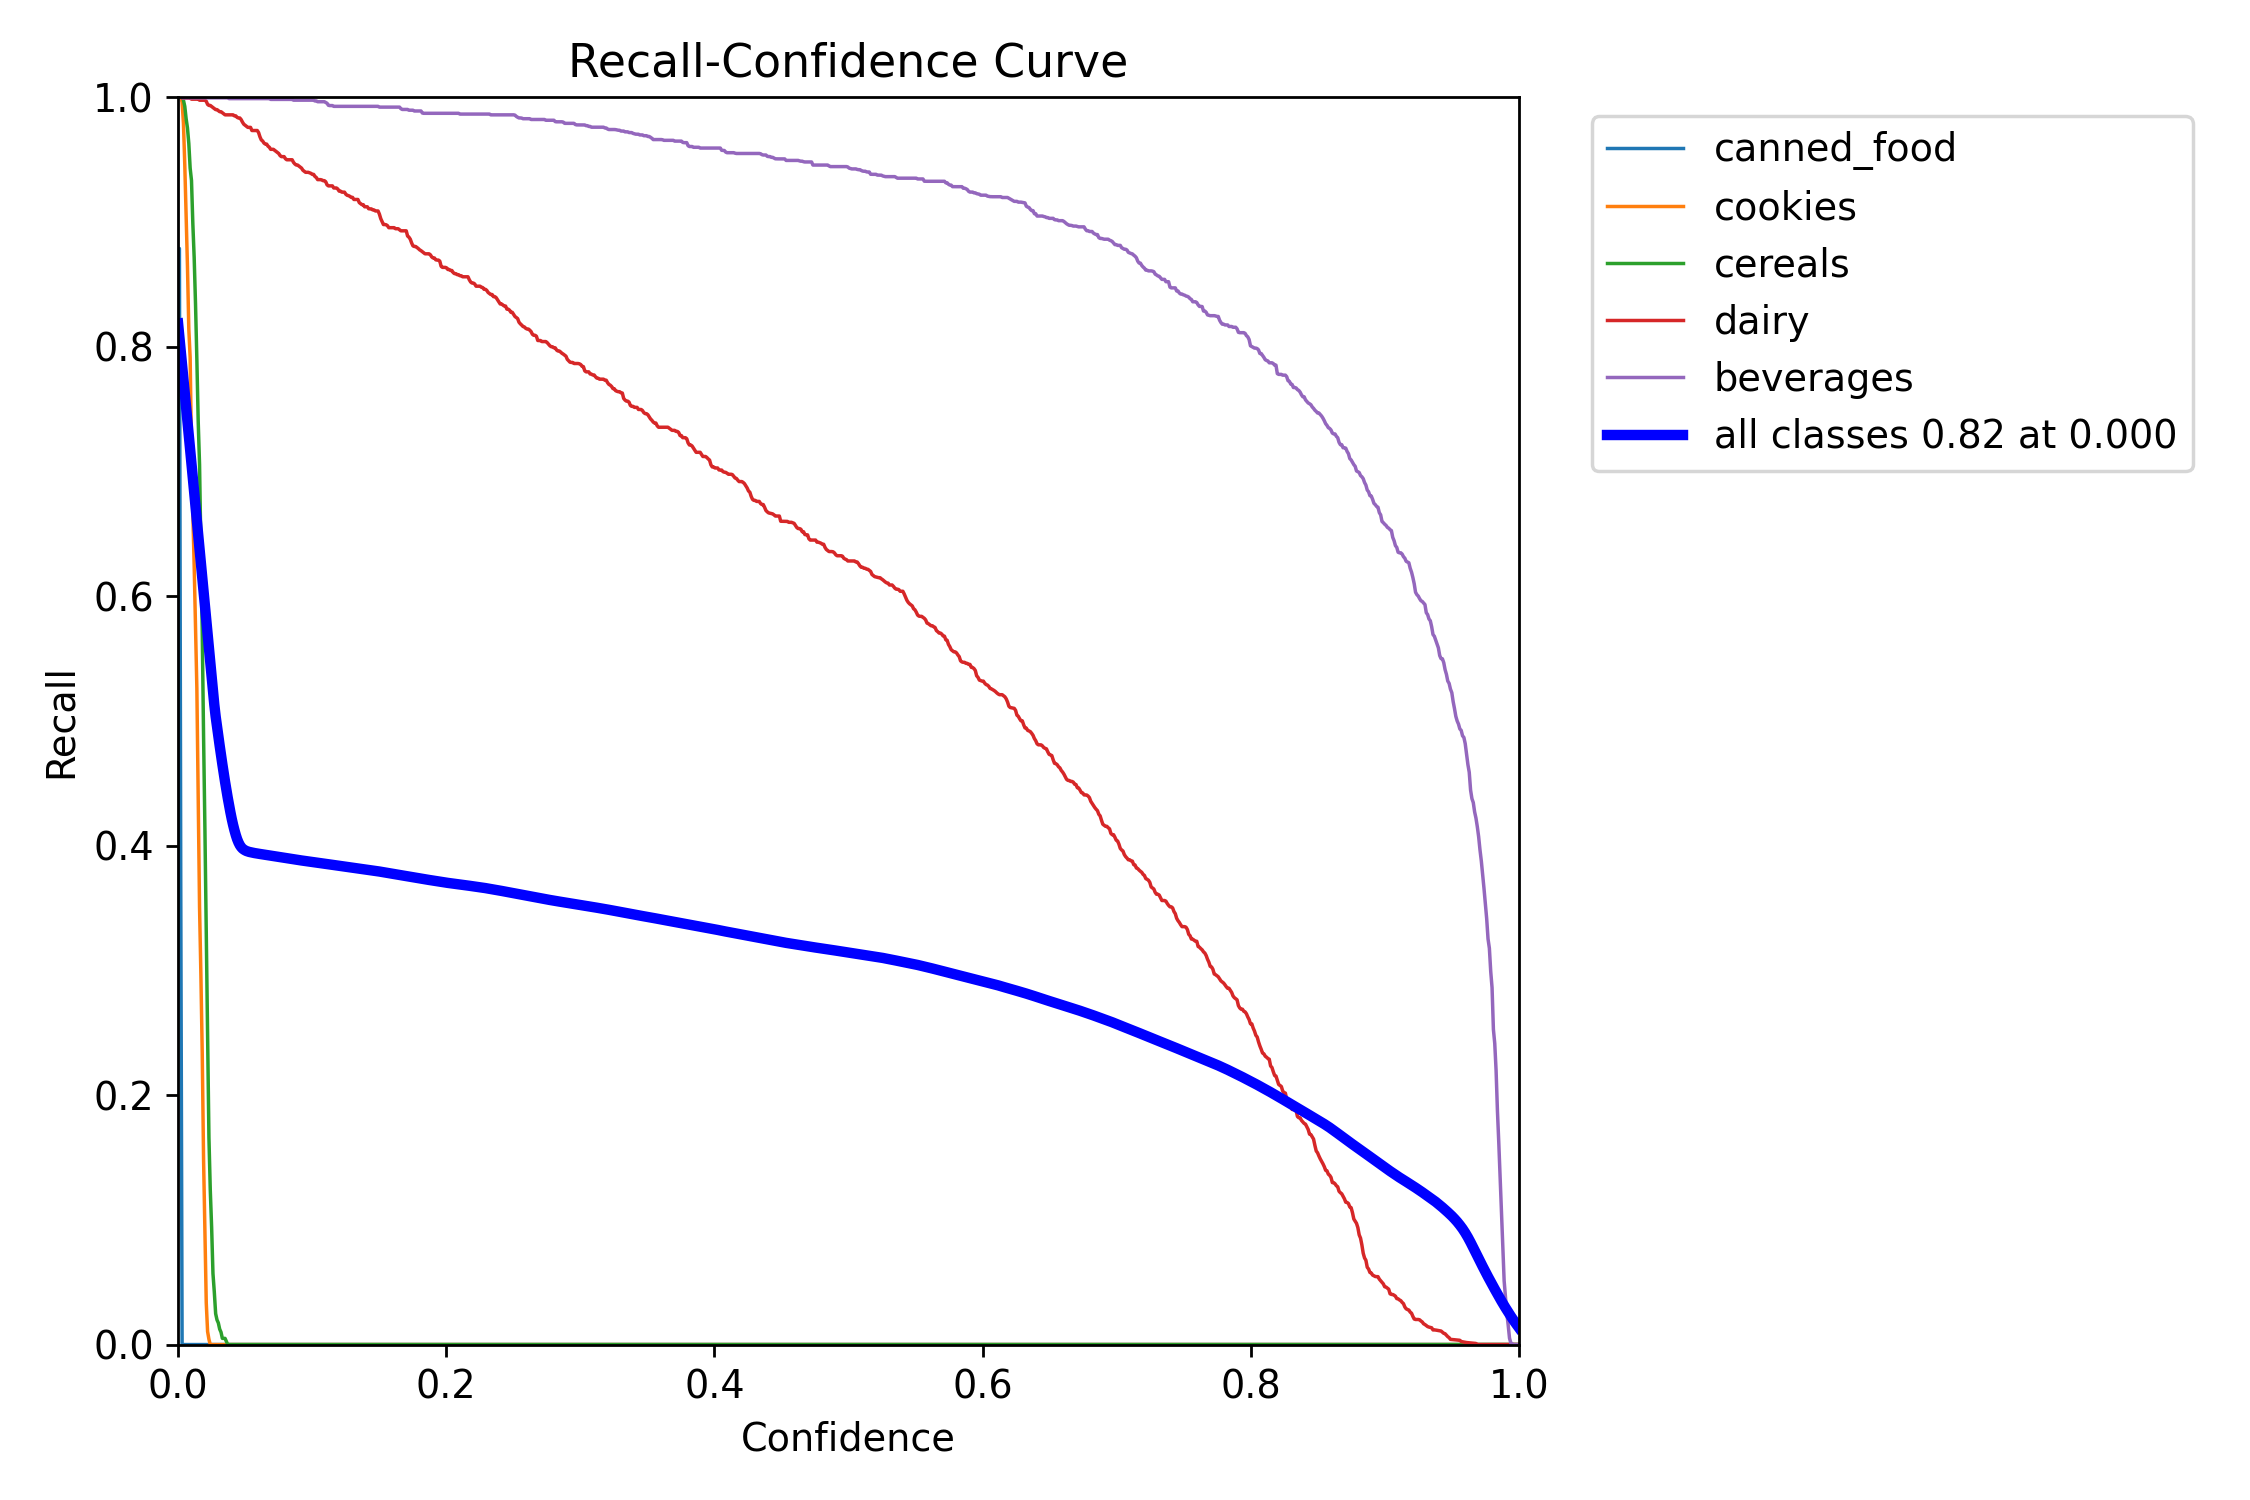 Recall-Confidence Curve
1.0
0.8
0.6
0.4
0.2
0.0
Recall
0.0 0.2 0.4 0.6 0.8 1.0
Confidence
canned_food
cookies
cereals
dairy
beverages
all classes 0.82 at 0.000